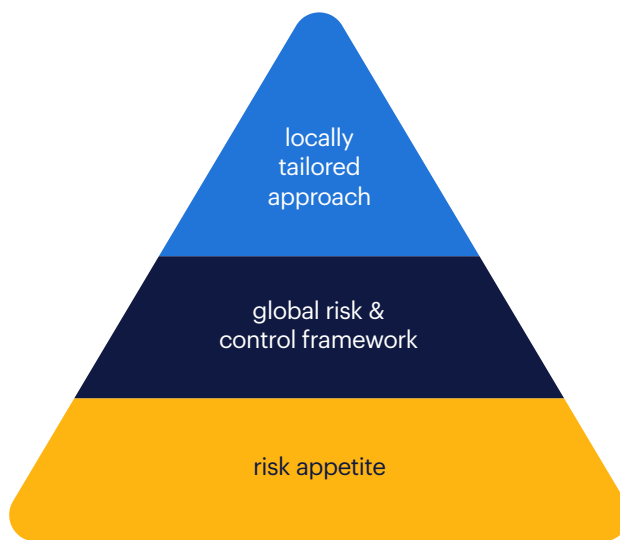 locally
tailored
approach
global risk &
control framework
risk appetite